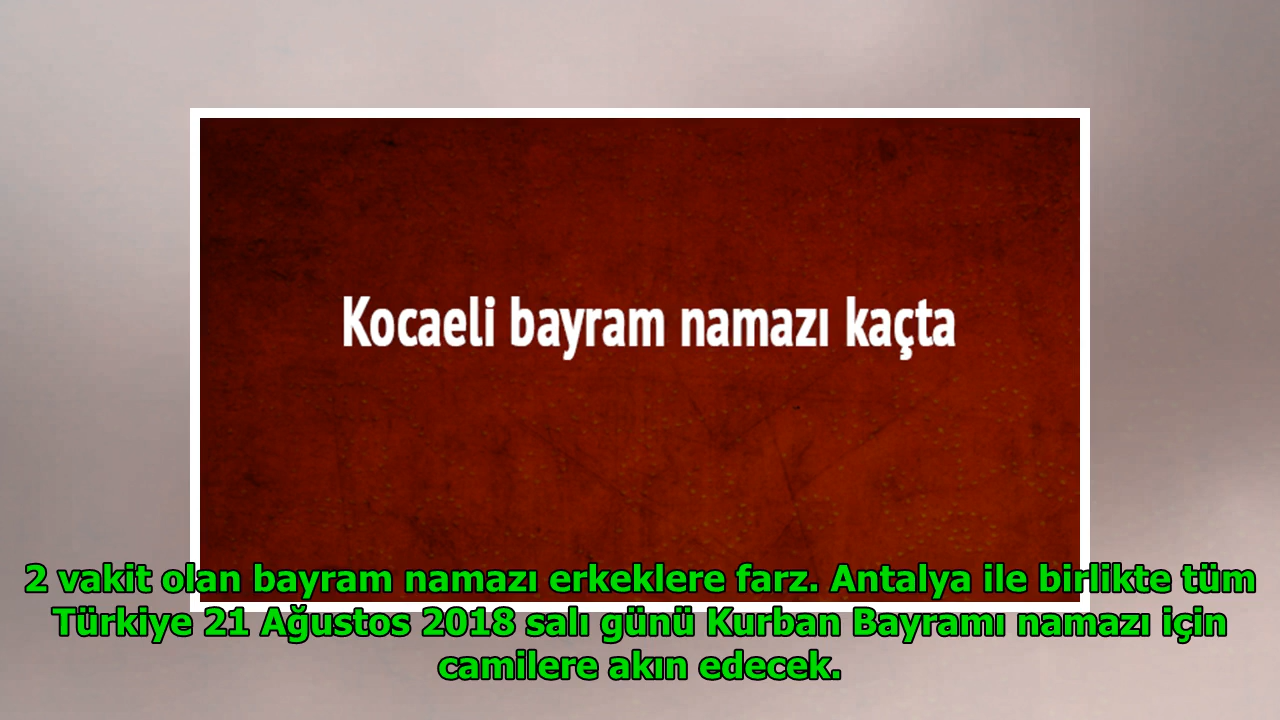 Kocaeli bayram namazı kaçta
2 vakit olan bayram namazı erkeklere farz. Antalya ile birlikte tüm
Türkiye 21 Ağustos 2018 salı günü Kurban Bayramı namazı için
camilere akın edecek.